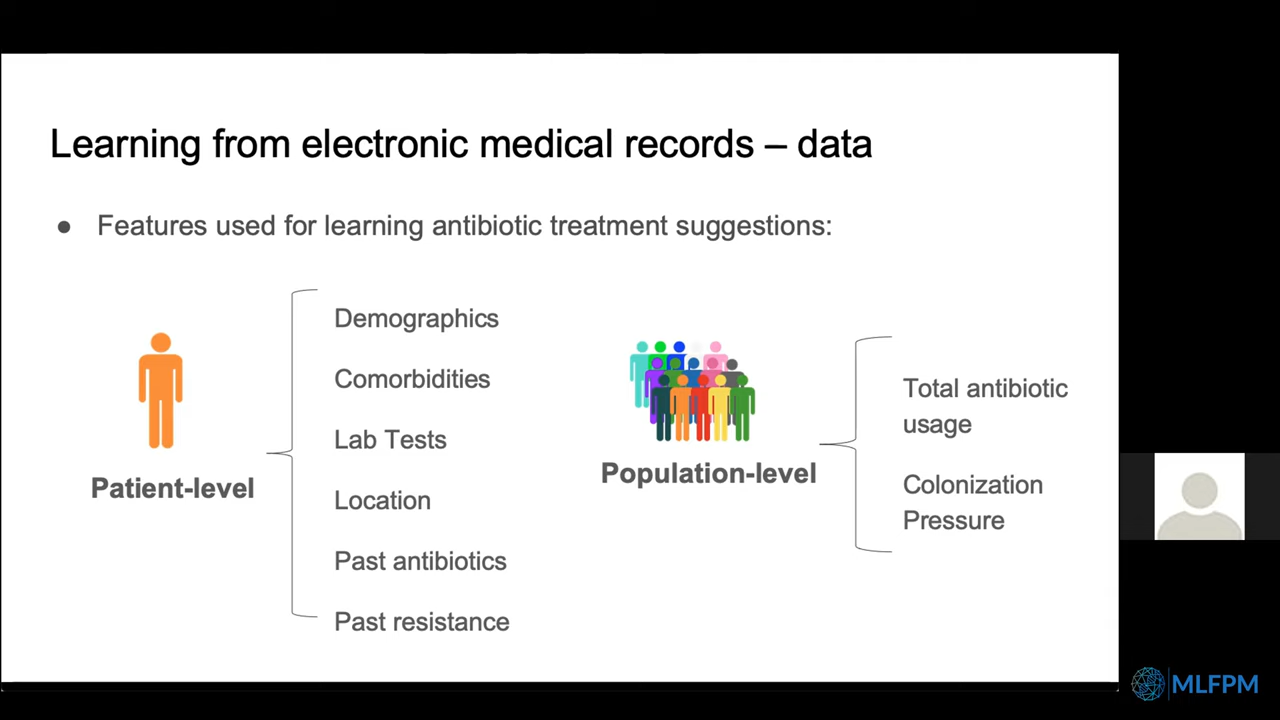 Learning from electronic medical records – data
● Features used for learning antibiotic treatment suggestions:
Patient-level
Demographics
Comorbidities
Lab Tests
Location
Past antibiotics
Past resistance
Population-level
Total antibiotic
usage
Colonization
Pressure
MLFPM